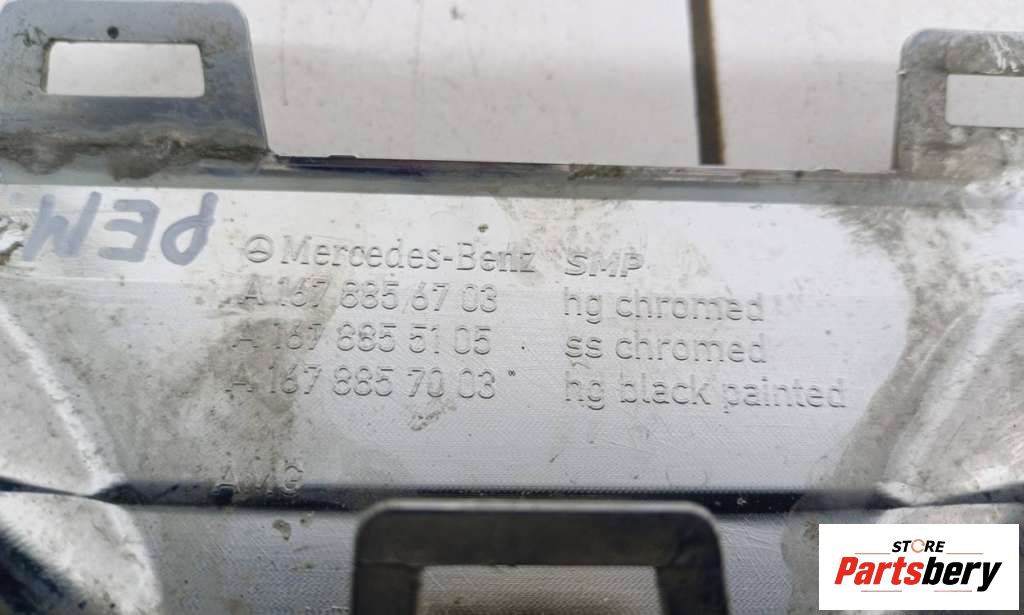 PEM
Mercedes-Benz SMP
A 167 885 67 03 hg chromed
A 167 885 51 05 ss chromed
A 167 885 70 03 hg black painted
AMG
STORE
Partsbery